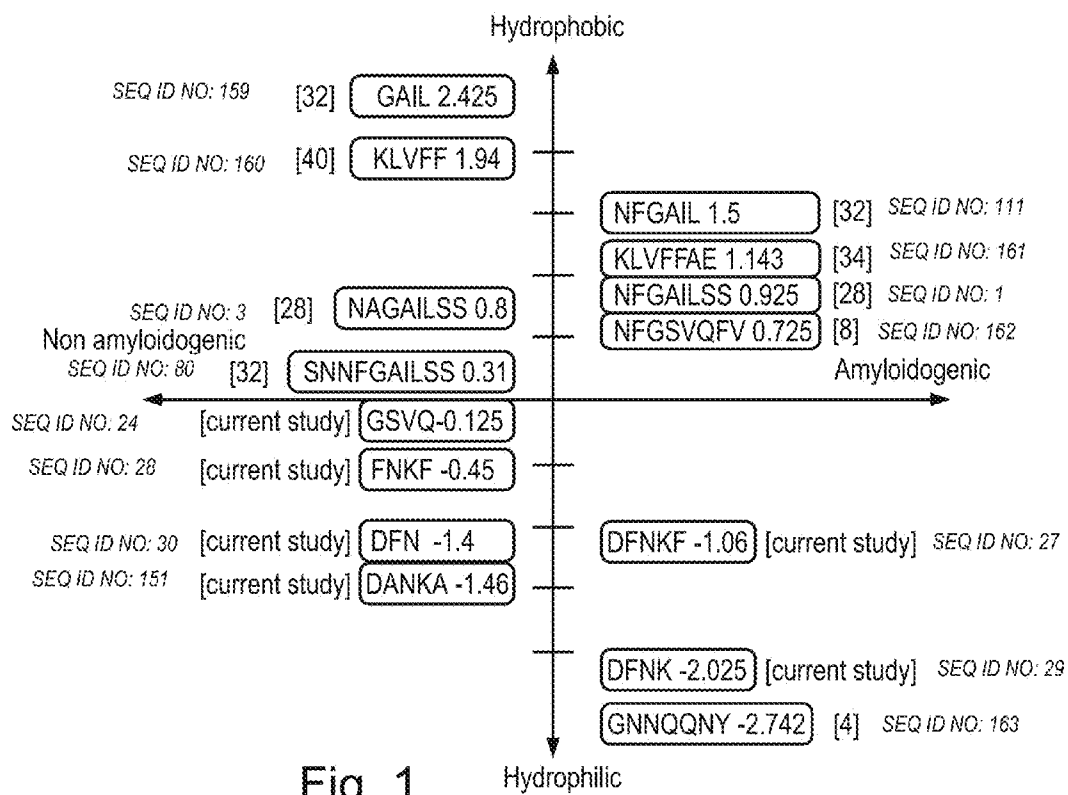 Hydrophobic
SEQ ID NO: 159 [32] GAIL 2.425
SEQ ID NO: 160 [40] KLVFF 1.94
NFGAIL 1.5 [32] SEQ ID NO: 111
KLVFFAE 1.143 [34] SEQ ID NO: 161
SEQ ID NO: 3 [28] NAGAILSS 0.8
NFGAILSS 0.925 [28] SEQ ID NO: 1
NFGSVQFV 0.725 [8] SEQ ID NO: 162
Non amyloidogenic
SEQ ID NO: 80 [32] SNNFGAILSS 0.31
Amyloidogenic
SEQ ID NO: 24 [current study] GSVQ-0.125
SEQ ID NO: 28 [current study] FNKF -0.45
SEQ ID NO: 30 [current study] DFN -1.4
DFNKF -1.06 [current study] SEQ ID NO: 27
SEQ ID NO: 151 [current study] DANKA -1.46
DFNK -2.025 [current study] SEQ ID NO: 29
GNNQQNY -2.742 [4] SEQ ID NO: 163
Hydrophilic
Fig. 1